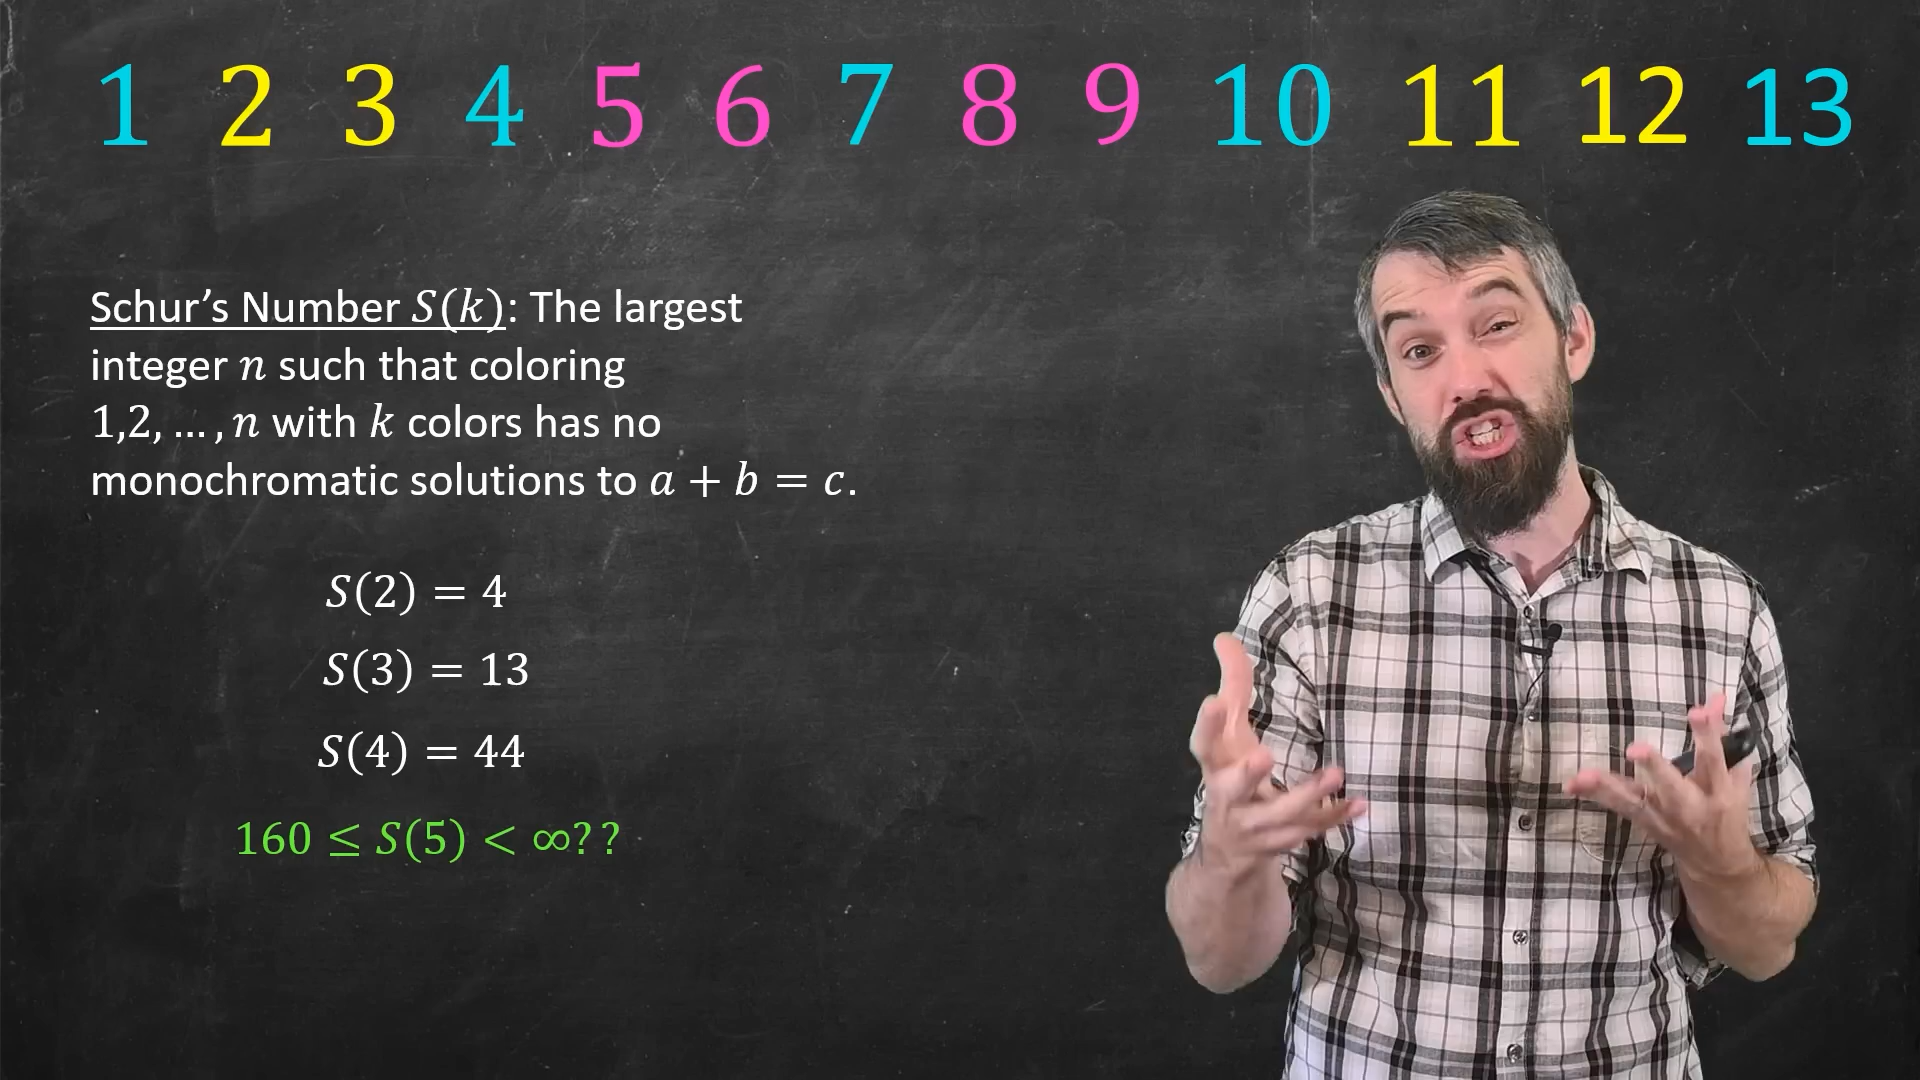 1 2 3 4 5 6 7 8 9 10 11 12 13
Schur’s Number S(k): The largest
integer n such that coloring
1,2, … , n with k colors has no
monochromatic solutions to a + b = c.
S(2) = 4
S(3) = 13
S(4) = 44
160 ≤ S(5) < ∞? ?